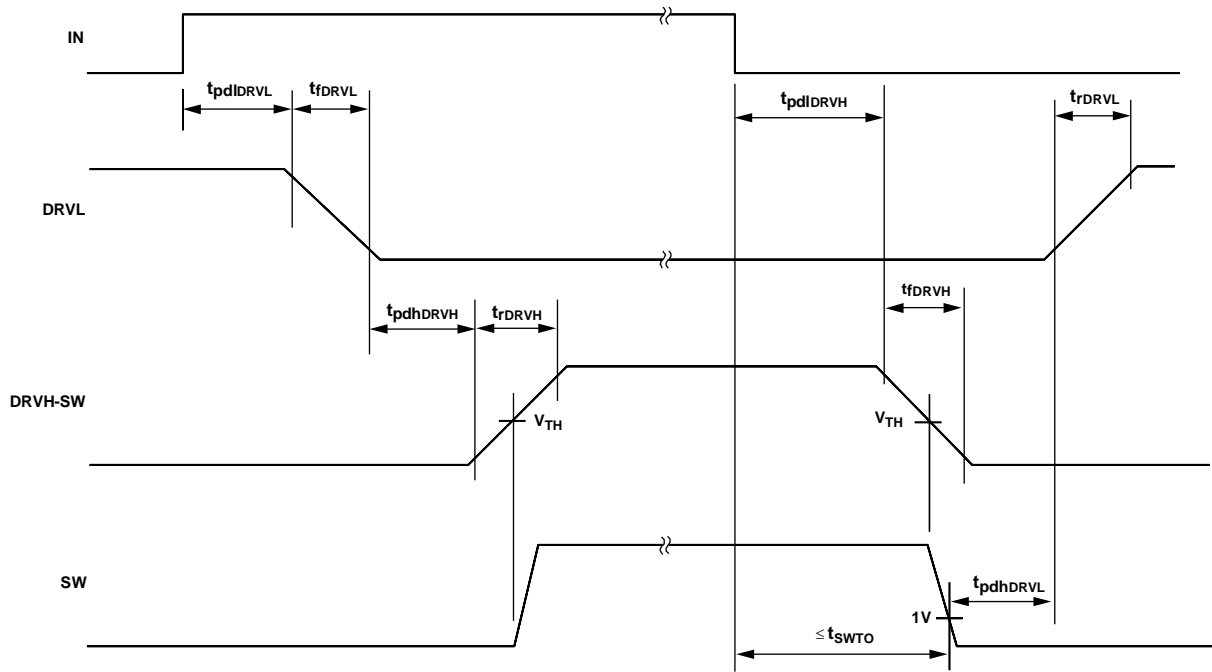 IN
tpdlDRVL
tfDRVL
tpdlDRVH
trDRVL
DRVL
tpdhDRVH
trDRVH
tfDRVH
DRVH-SW
VTH
VTH
SW
tpdhDRVL
1V
≤ tSWTO